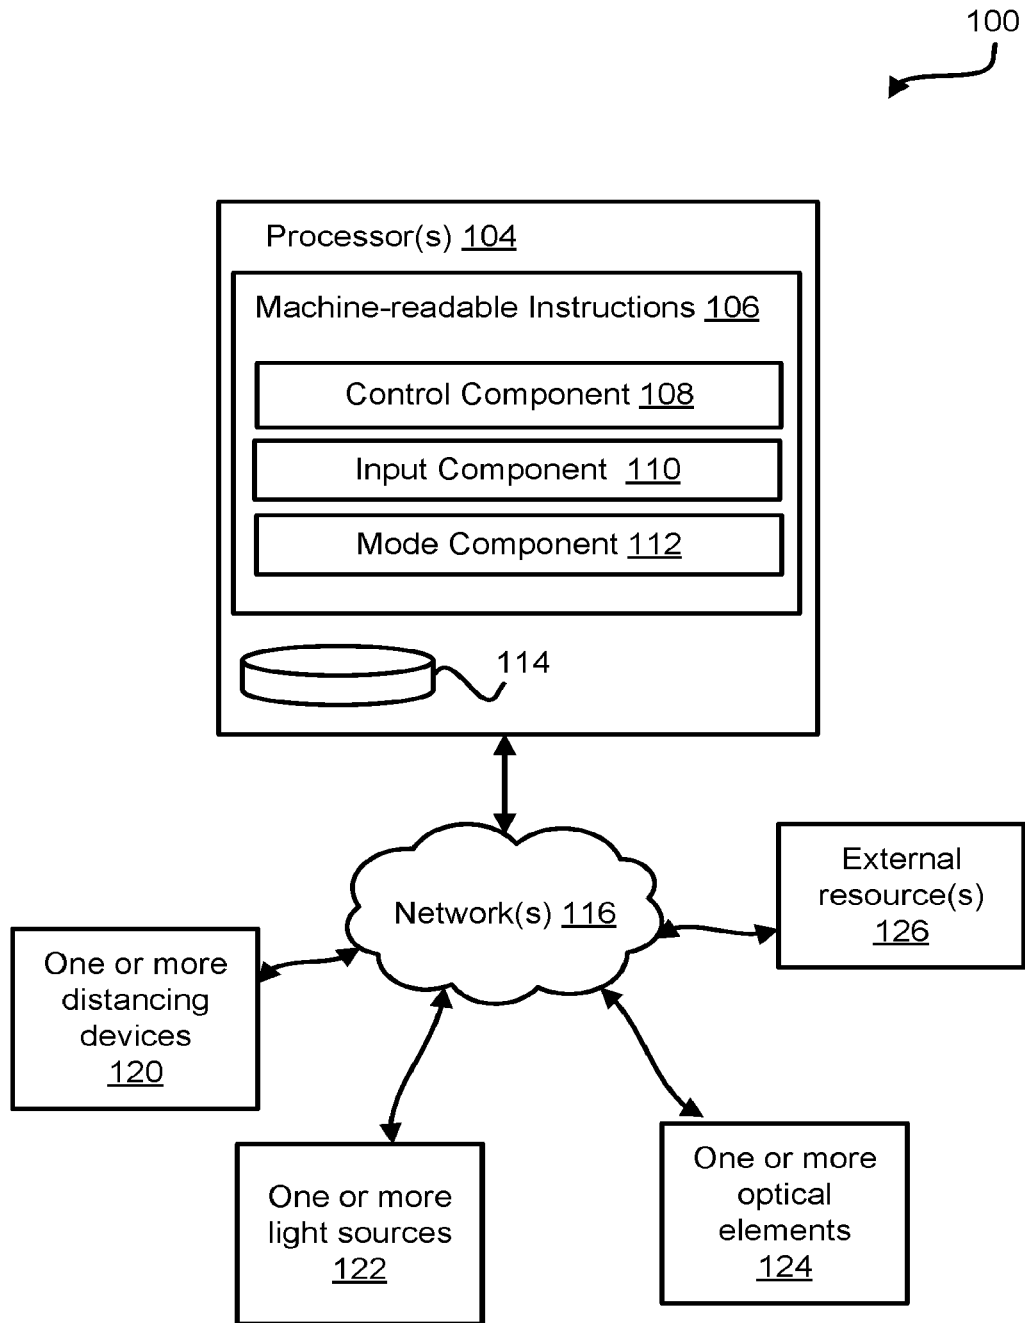 100
Processor(s) 104
Machine-readable Instructions 106
Control Component 108
Input Component 110
Mode Component 112
114
Network(s) 116
External
resource(s)
126
One or more
distancing
devices
120
One or more
light sources
122
One or more
optical
elements
124